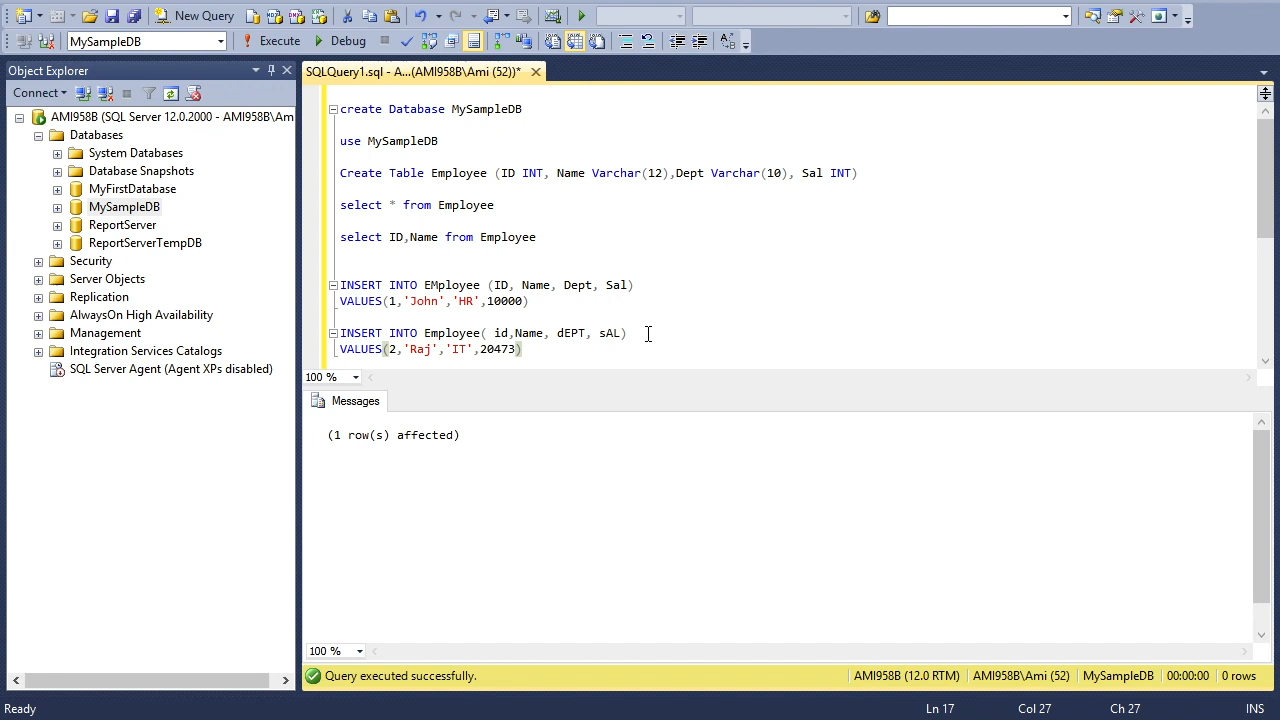 New Query
MySampleDB
Execute
Debug
Object Explorer
SQLQuery1.sql - A...(AMI958B\Ami (52))*
Connect
AMI958B (SQL Server 12.0.2000 - AMI958B\Am
Databases
System Databases
Database Snapshots
MyFirstDatabase
MySampleDB
ReportServer
ReportServerTempDB
Security
Server Objects
Replication
AlwaysOn High Availability
Management
Integration Services Catalogs
SQL Server Agent (Agent XPs disabled)
create Database MySampleDB
use MySampleDB
Create Table Employee (ID INT, Name Varchar(12),Dept Varchar(10), Sal INT)
select * from Employee
select ID,Name from Employee
INSERT INTO EMployee (ID, Name, Dept, Sal)
VALUES(1,'John','HR',10000)
INSERT INTO Employee( id,Name, dEPT, sAL)
VALUES(2,'Raj','IT',20473)
100 %
Messages
(1 row(s) affected)
100 %
Query executed successfully.
AMI958B (12.0 RTM)
AMI958B\Ami (52)
MySampleDB
00:00:00
0 rows
Ready
Ln 17
Col 27
Ch 27
INS